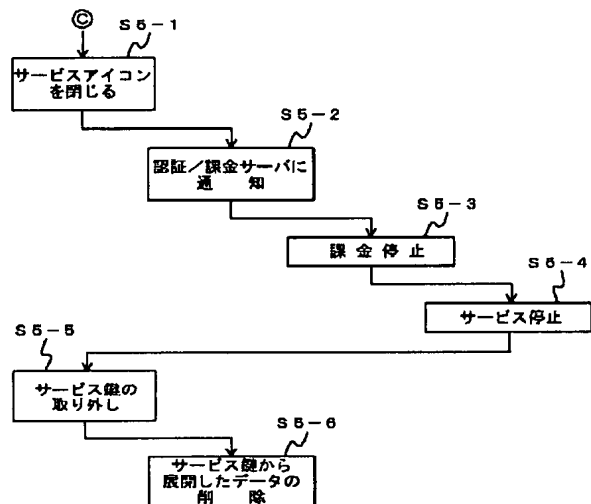 Ⓒ
S5-1
サービスアイコン
を閉じる
S5-2
認証/課金サーバに
通 知
S5-3
課 金 停 止
S5-4
サービス停止
S5-5
サービス鍵の
取り外し
S5-6
サービス鍵から
展開したデータの
削 除